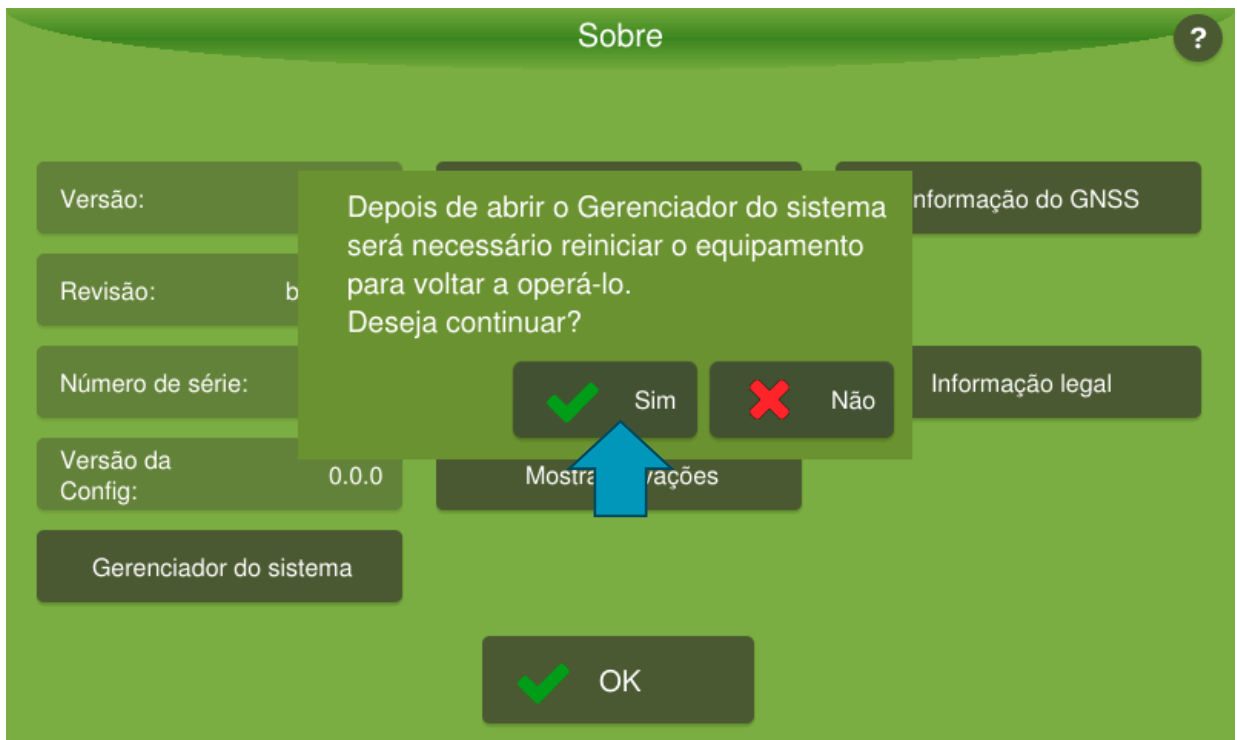 Sobre
?
Versão:
Informação do GNSS
Depois de abrir o Gerenciador do sistema
será necessário reiniciar o equipamento
para voltar a operá-lo.
Deseja continuar?
Revisão:
Número de série:
Sim
Não
Informação legal
Versão da
Config:
0.0.0
Gerenciador do sistema
OK